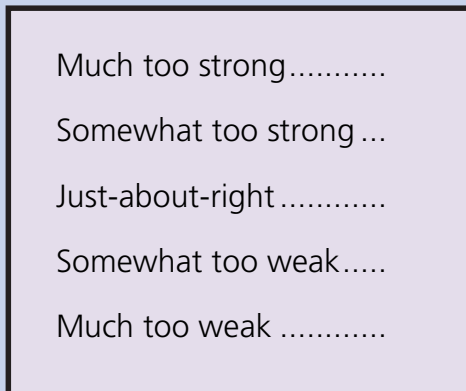 Much too strong...........
Somewhat too strong ...
Just-about-right ............
Somewhat too weak.....
Much too weak ............